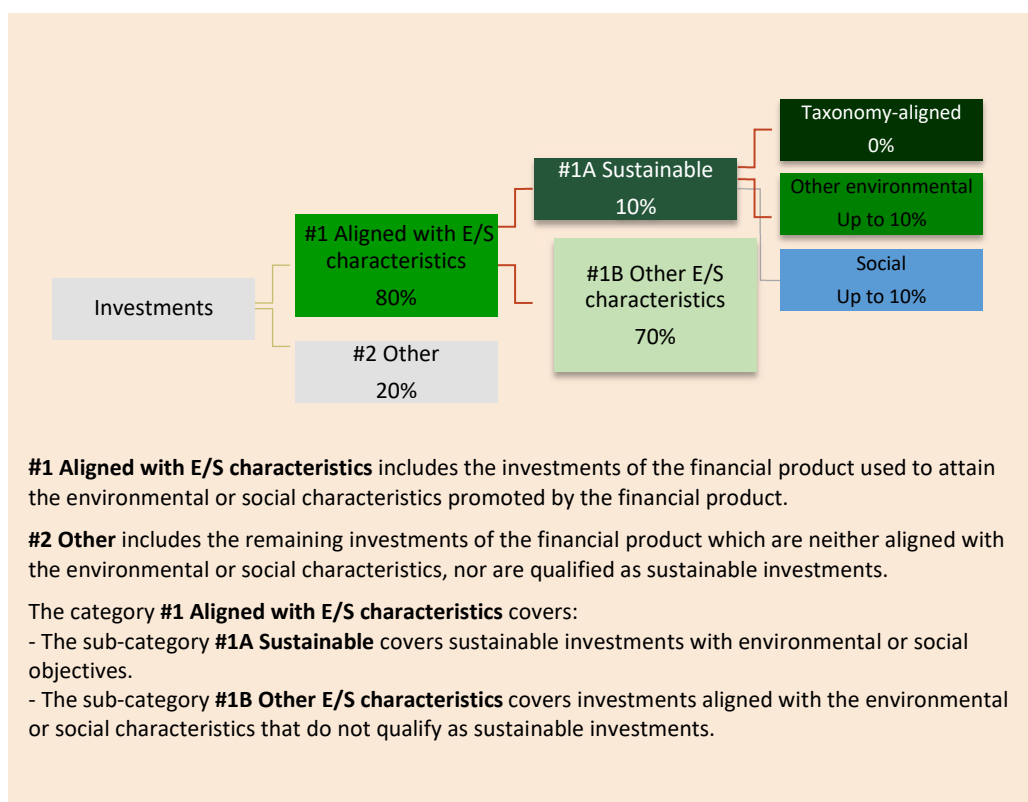 Investments
#1 Aligned with E/S
characteristics
80%
#2 Other
20%
#1A Sustainable
10%
#1B Other E/S
characteristics
70%
Taxonomy-aligned
0%
Other environmental
Up to 10%
Social
Up to 10%
#1 Aligned with E/S characteristics includes the investments of the financial product used to attain
the environmental or social characteristics promoted by the financial product.
#2 Other includes the remaining investments of the financial product which are neither aligned with
the environmental or social characteristics, nor are qualified as sustainable investments.
The category #1 Aligned with E/S characteristics covers:
- The sub-category #1A Sustainable covers sustainable investments with environmental or social
objectives.
- The sub-category #1B Other E/S characteristics covers investments aligned with the environmental
or social characteristics that do not qualify as sustainable investments.